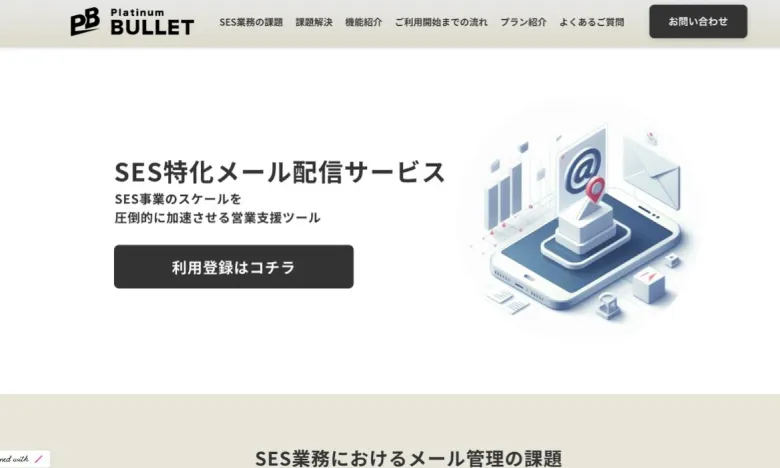 PB Platinum
BULLET
SES業務の課題 課題解決 機能紹介 ご利用開始までの流れ プラン紹介 よくあるご質問 お問い合わせ
SES特化メール配信サービス
SES事業のスケールを
圧倒的に加速させる営業支援ツール
利用登録はコチラ
@
SES業務におけるメール管理の課題
ned with